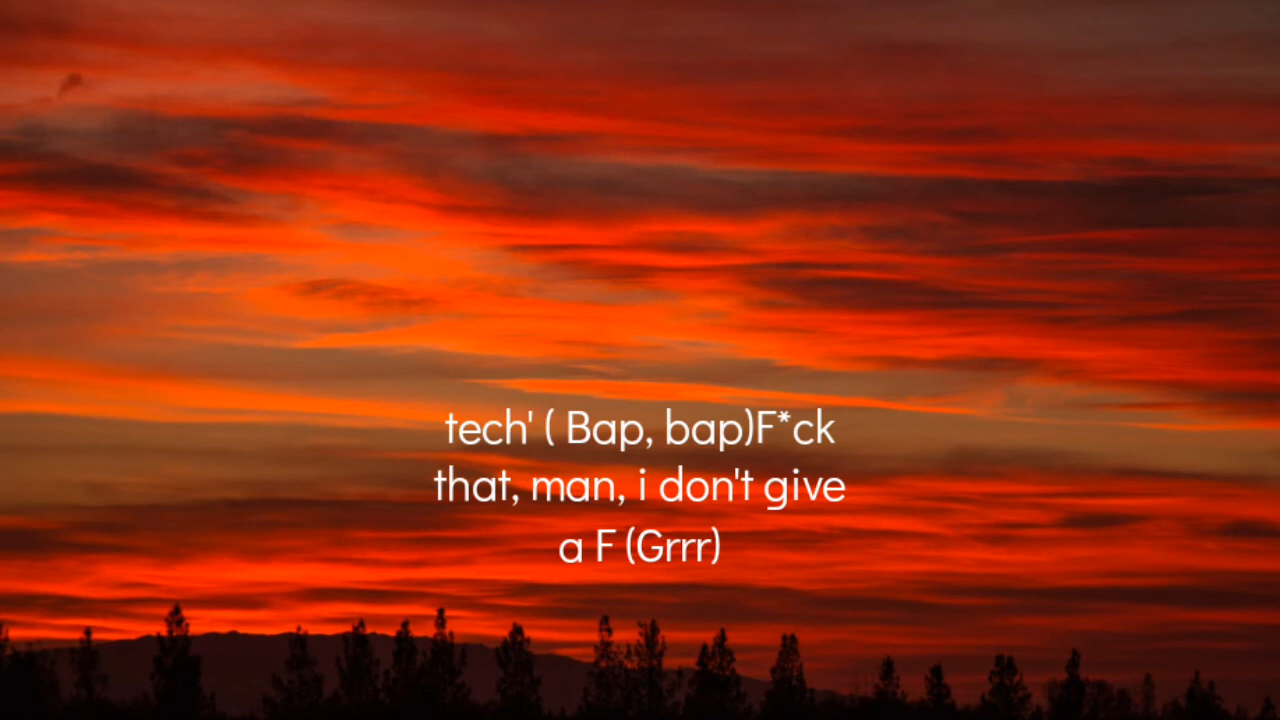 tech' ( Bap, bap)F*ck
that, man, i don't give
a F (Grrr)